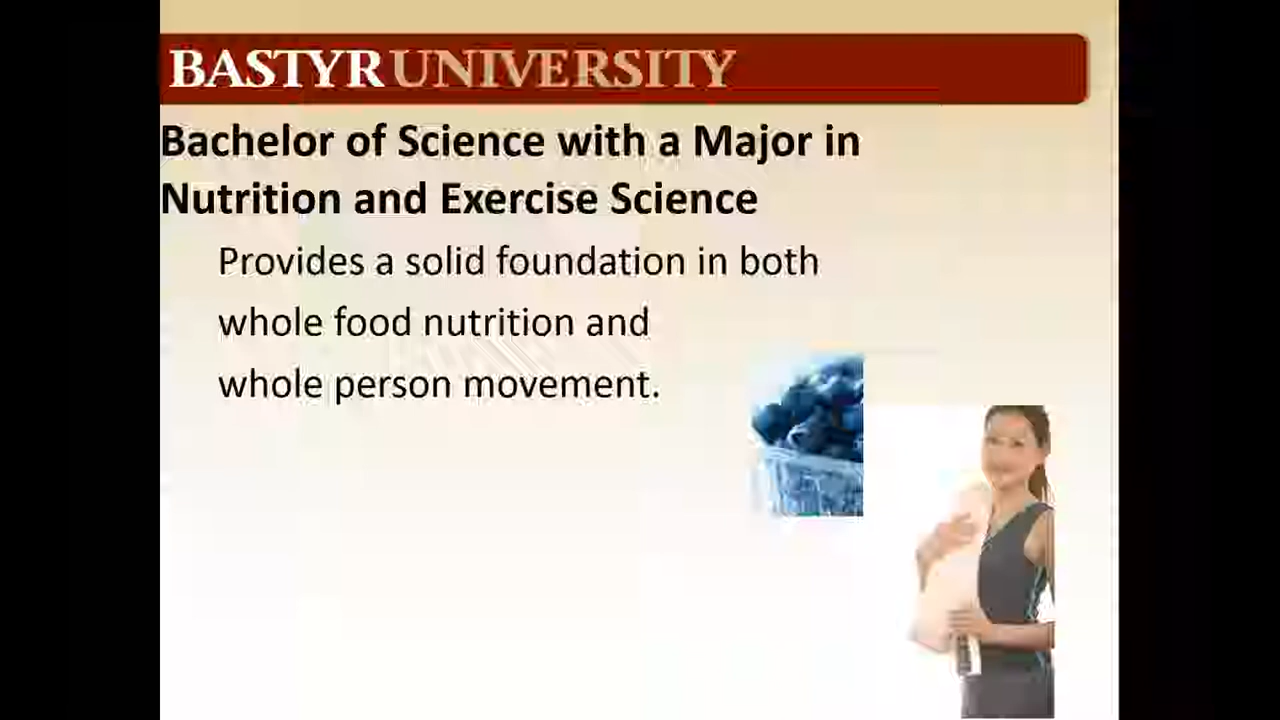 BASTYR UNIVERSITY
Bachelor of Science with a Major in
Nutrition and Exercise Science
Provides a solid foundation in both
whole food nutrition and
whole person movement.